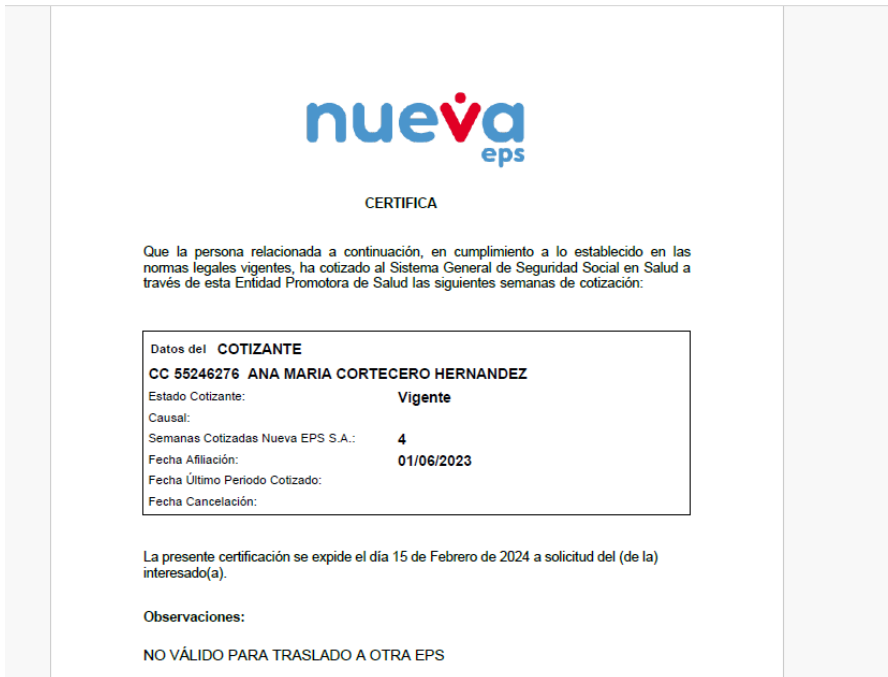 nueva
eps
CERTIFICA
Que la persona relacionada a continuación, en cumplimiento a lo establecido en las
normas legales vigentes, ha cotizado al Sistema General de Seguridad Social en Salud a
través de esta Entidad Promotora de Salud las siguientes semanas de cotización:
Datos del COTIZANTE
CC 55246276 ANA MARIA CORTECERO HERNANDEZ
Estado Cotizante: Vigente
Causal:
Semanas Cotizadas Nueva EPS S.A.: 4
Fecha Afiliación: 01/06/2023
Fecha Último Periodo Cotizado:
Fecha Cancelación:
La presente certificación se expide el día 15 de Febrero de 2024 a solicitud del (de la)
interesado(a).
Observaciones:
NO VÁLIDO PARA TRASLADO A OTRA EPS